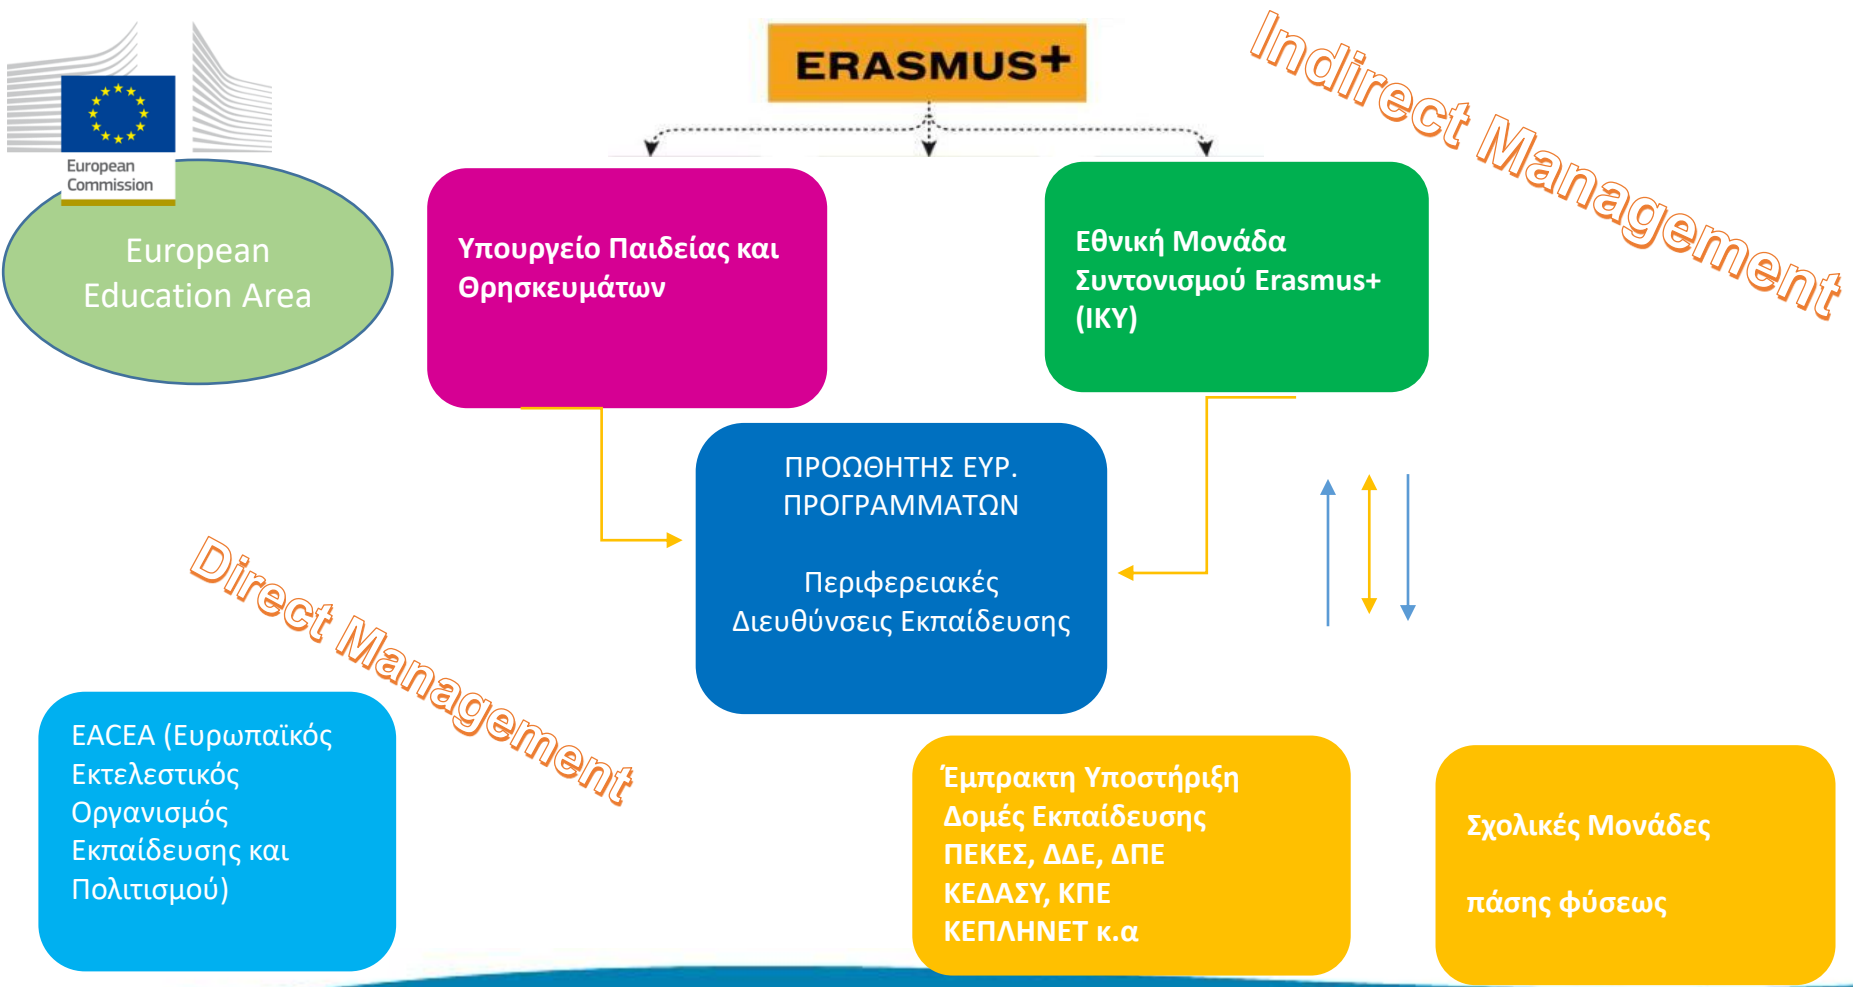 European
Commission
European
Education Area
ERASMUS+
Indirect Management
Υπουργείο Παιδείας και
Θρησκευμάτων
Εθνική Μονάδα
Συντονισμού Erasmus+
(ΙΚΥ)
ΠΡΟΩΘΗΤΗΣ ΕΥΡ.
ΠΡΟΓΡΑΜΜΑΤΩΝ
Περιφερειακές
Διευθύνσεις Εκπαίδευσης
Direct Management
EACEA (Ευρωπαϊκός
Εκτελεστικός
Οργανισμός
Εκπαίδευσης και
Πολιτισμού)
Έμπρακτη Υποστήριξη
Δομές Εκπαίδευσης
ΠΕΚΕΣ, ΔΔΕ, ΔΠΕ
ΚΕΔΑΣΥ, ΚΠΕ
ΚΕΠΛΗΝΕΤ κ.α
Σχολικές Μονάδες
πάσης φύσεως